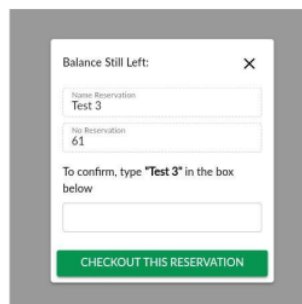 Balance Still Left:
Name Reservation
Test 3
No Reservation
61
To confirm, type "Test 3" in the box
below
CHECKOUT THIS RESERVATION